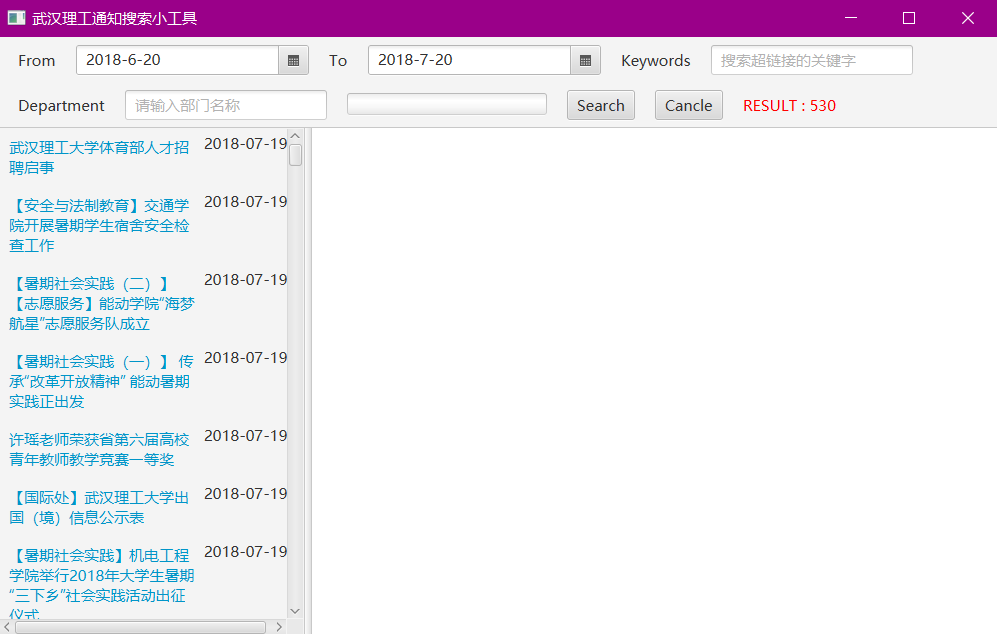 武汉理工通知搜索小工具
From 2018-6-20 To 2018-7-20 Keywords 搜索超链接的关键字
Department 请输入部门名称 Search Cancle RESULT : 530
武汉理工大学体育部人才招 2018-07-19
聘启事
【安全与法制教育】交通学 2018-07-19
院开展暑期学生宿舍安全检
查工作
【暑期社会实践（二）】 2018-07-19
【志愿服务】能动学院“海梦
航星”志愿服务队成立
【暑期社会实践（一）】 传 2018-07-19
承“改革开放精神” 能动暑期
实践正出发
许瑶老师荣获省第六届高校 2018-07-19
青年教师教学竞赛一等奖
【国际处】武汉理工大学出 2018-07-19
国（境）信息公示表
【暑期社会实践】机电工程 2018-07-19
学院举行2018年大学生暑期
“三下乡”社会实践活动出征
仪式